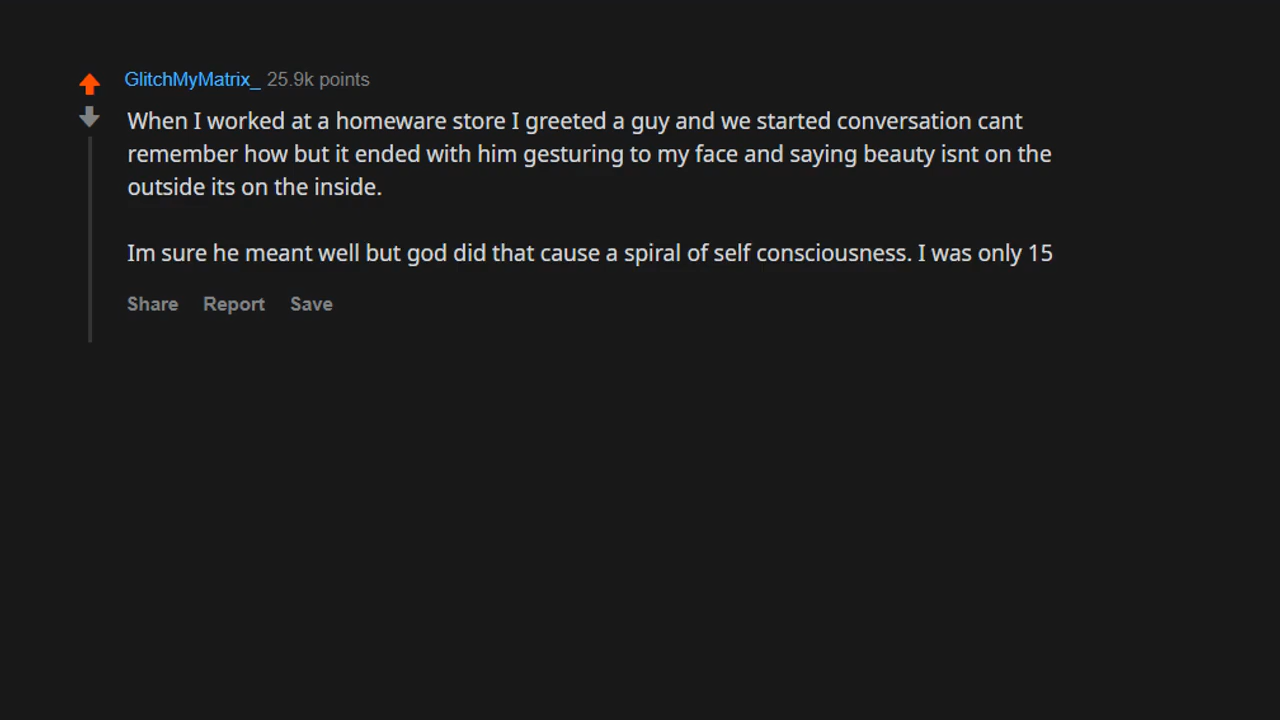 GlitchMyMatrix_ 25.9k points
When I worked at a homeware store I greeted a guy and we started conversation cant
remember how but it ended with him gesturing to my face and saying beauty isnt on the
outside its on the inside.
Im sure he meant well but god did that cause a spiral of self consciousness. I was only 15
Share Report Save